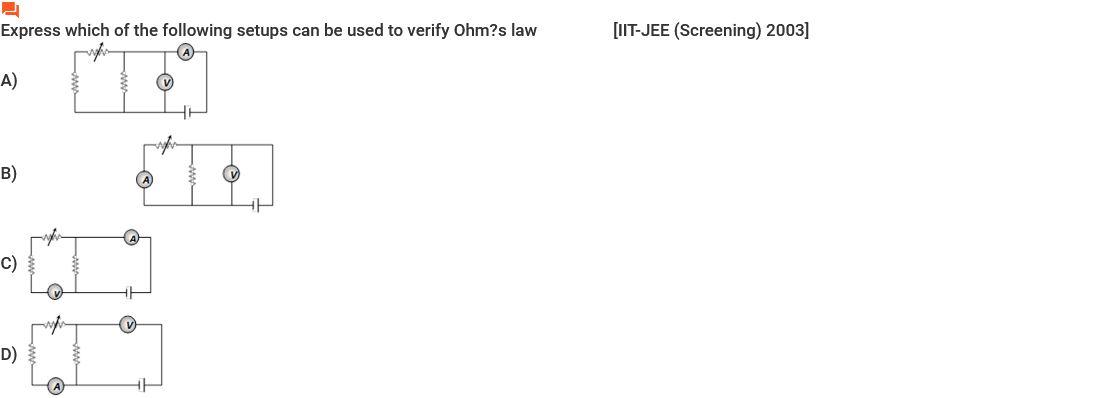 Express which of the following setups can be used to verify Ohm?s law [IIT-JEE (Screening) 2003]
A)
A
V
B)
A
V
C)
A
V
D)
V
A